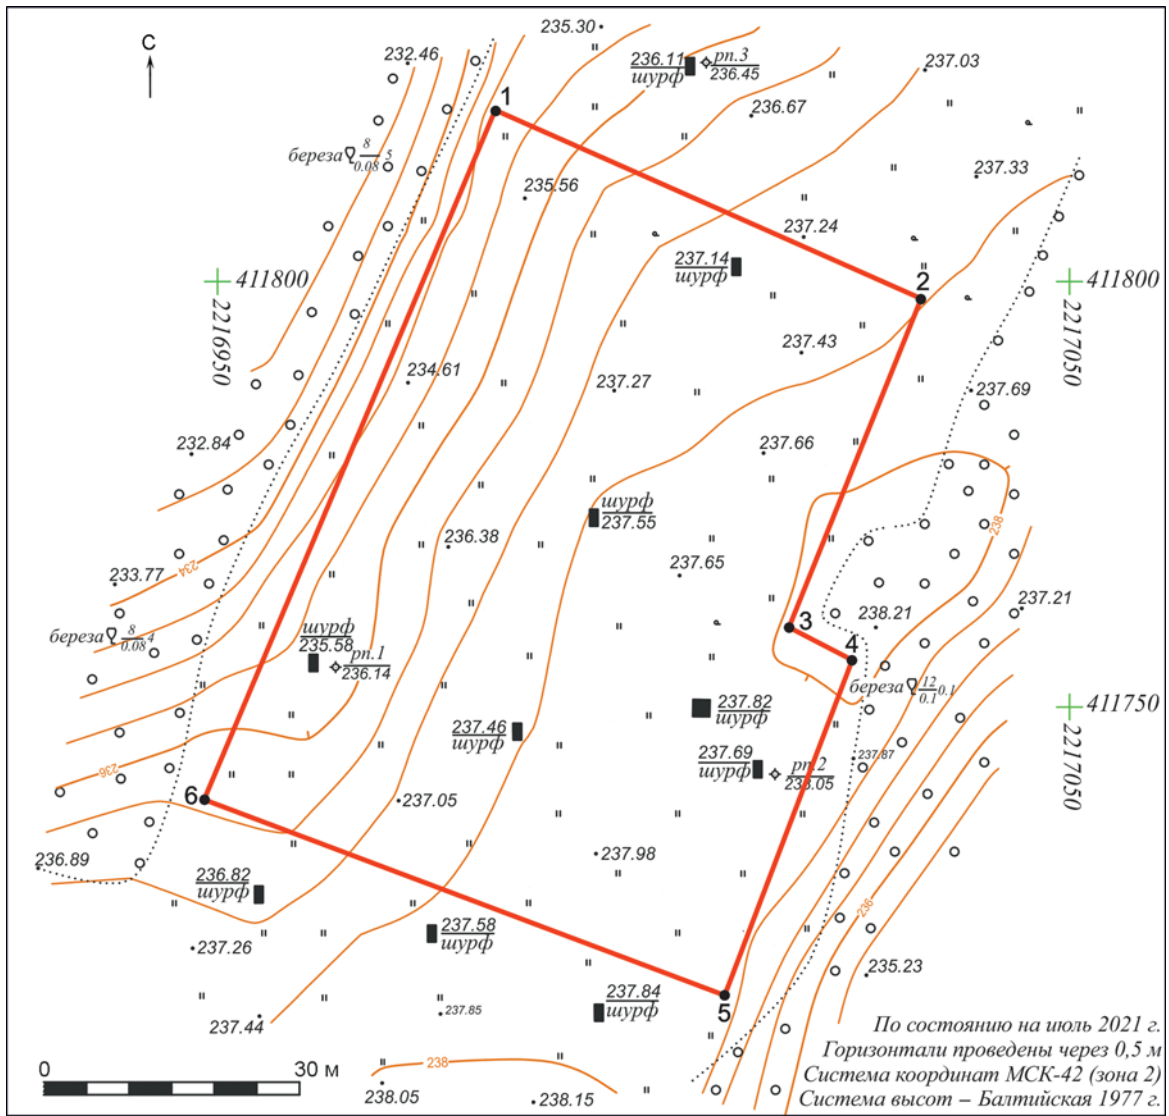 235.30
С
232.46
236.11
шурф
рп.3
236.45
237.03
1
236.67
береза 8
0.08 5
237.33
235.56
237.24
237.14
шурф
411800
2
411800
2216950
2217050
237.43
234.61
237.27
237.69
232.84
237.66
шурф
237.55
238
236.38
234
233.77
237.65
237.21
3
238.21
береза 8
0.08 4
шурф
235.58
рп.1
236.14
4
береза 12
0.1 0.1
237.82
шурф
411750
2217050
237.46
шурф
237.69
шурф
рп.2
238.05
237.87
236
6
237.05
237.98
236.89
236.82
шурф
236
237.58
шурф
237.26
235.23
237.84
шурф
5
237.44
237.85
По состоянию на июль 2021 г.
Горизонтали проведены через 0,5 м
Система координат МСК-42 (зона 2)
Система высот – Балтийская 1977 г.
0 30 м
238
238.05
238.15